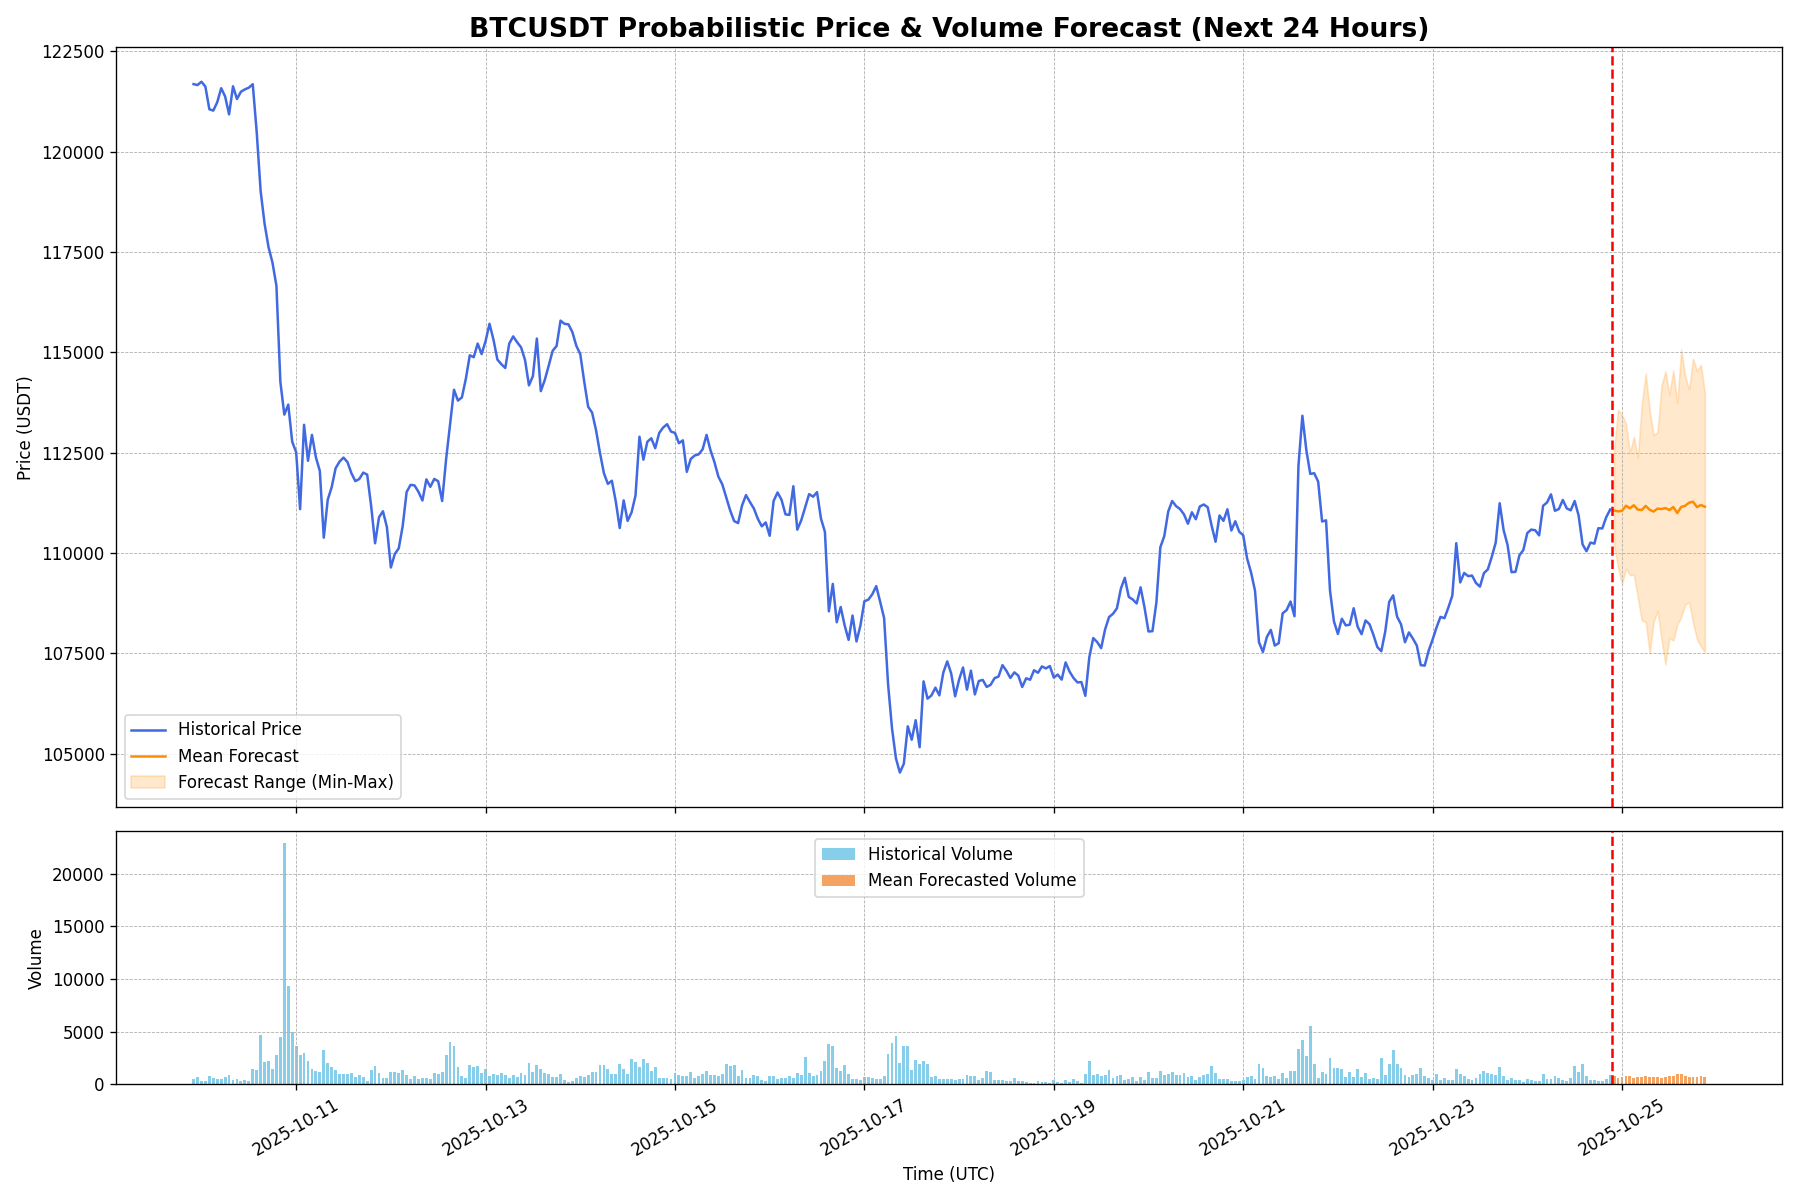 BTCUSDT Probabilistic Price & Volume Forecast (Next 24 Hours)
122500
120000
117500
115000
112500
110000
107500
105000
Price (USDT)
Historical Price
Mean Forecast
Forecast Range (Min-Max)
20000
15000
10000
5000
0
Volume
Historical Volume
Mean Forecasted Volume
2025-10-11
2025-10-13
2025-10-15
2025-10-17
2025-10-19
2025-10-21
2025-10-23
2025-10-25
Time (UTC)